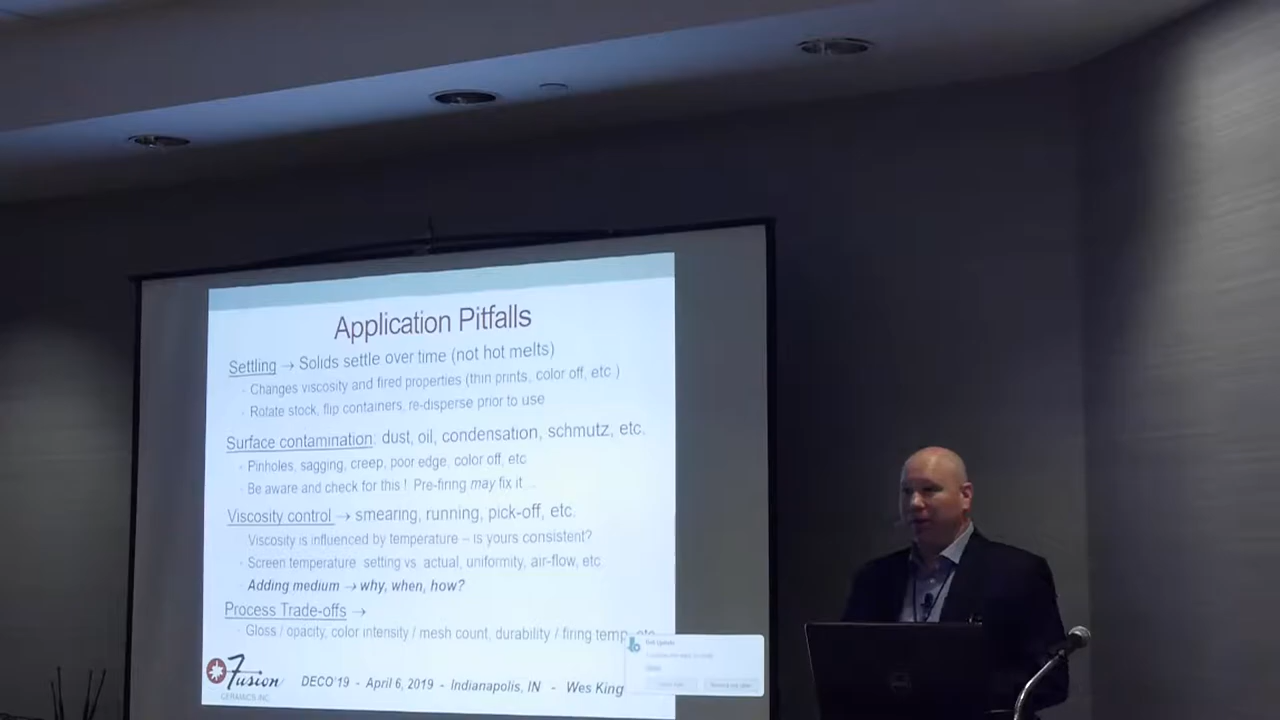 Application Pitfalls
Settling → Solids settle over time (not hot melts)
- Changes viscosity and fired properties (thin prints, color off, etc.)
- Rotate stock, flip containers, re-disperse prior to use
Surface contamination: dust, oil, condensation, schmutz, etc.
- Pinholes, sagging, creep, poor edge, color off, etc
- Be aware and check for this! Pre-firing may fix it...
Viscosity control → smearing, running, pick-off, etc.
Viscosity is influenced by temperature – is yours consistent?
- Screen temperature setting vs. actual, uniformity, air-flow, etc.
Adding medium → why, when, how?
Process Trade-offs →
- Gloss / opacity, color intensity / mesh count, durability / firing temp, etc.
Fusion
CERAMICS INC.
DECO'19 - April 6, 2019 - Indianapolis, IN - Wes King